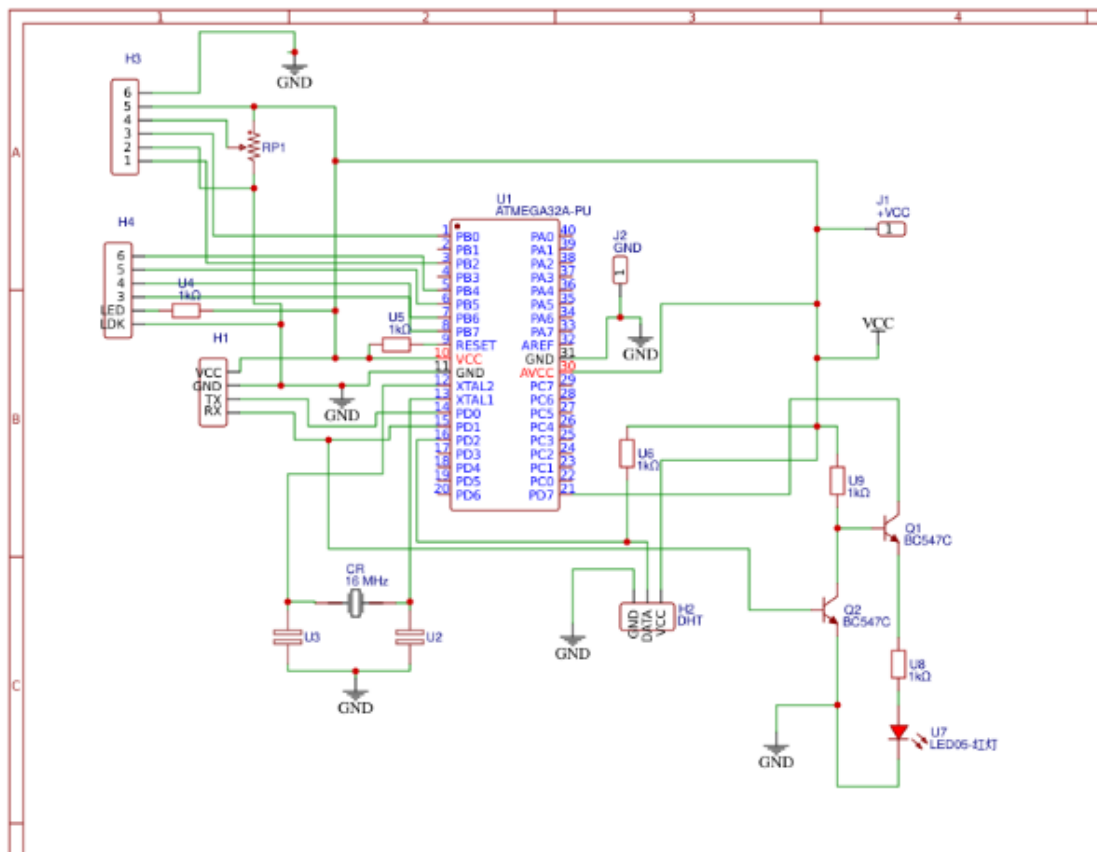 1 2 3 4
A
B
C
H3
6
5
4
3
2
1
GND
RP1
H4
6
5
4
3
LED
LDK
U4
1kΩ
H1
VCC
GND
TX
RX
U5
1kΩ
GND
U1
ATMEGA32A-PU
1 PB0 PA0 40
2 PB1 PA1 39
3 PB2 PA2 38
4 PB3 PA3 37
5 PB4 PA4 36
6 PB5 PA5 35
7 PB6 PA6 34
8 PB7 PA7 33
9 RESET AREF 32
10 VCC GND 31
11 GND AVCC 30
12 XTAL2 PC7 29
13 XTAL1 PC6 28
14 PD0 PC5 27
15 PD1 PC4 26
16 PD2 PC3 25
17 PD3 PC2 24
18 PD4 PC1 23
19 PD5 PC0 22
20 PD6 PD7 21
J2
GND
1
GND
J1
+VCC
1
VCC
U6
1kΩ
U9
1kΩ
Q1
BC547C
Q2
BC547C
CR
16 MHz
U3
U2
GND
GND
DATA
VCC
H2
DHT
GND
U8
1kΩ
U7
LED05-红灯
GND